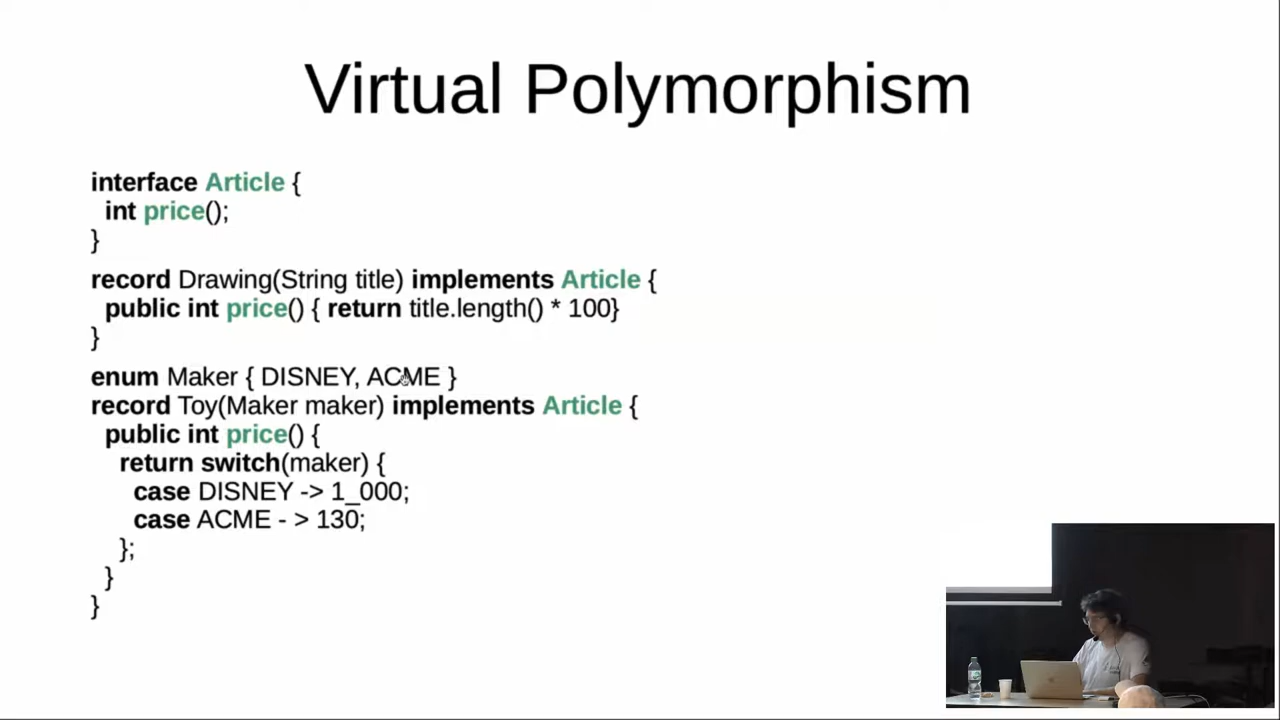 Virtual Polymorphism
interface Article {
int price();
}
record Drawing(String title) implements Article {
public int price() { return title.length() * 100}
}
enum Maker { DISNEY, ACME }
record Toy(Maker maker) implements Article {
public int price() {
return switch(maker) {
case DISNEY -> 1_000;
case ACME - > 130;
};
}
}